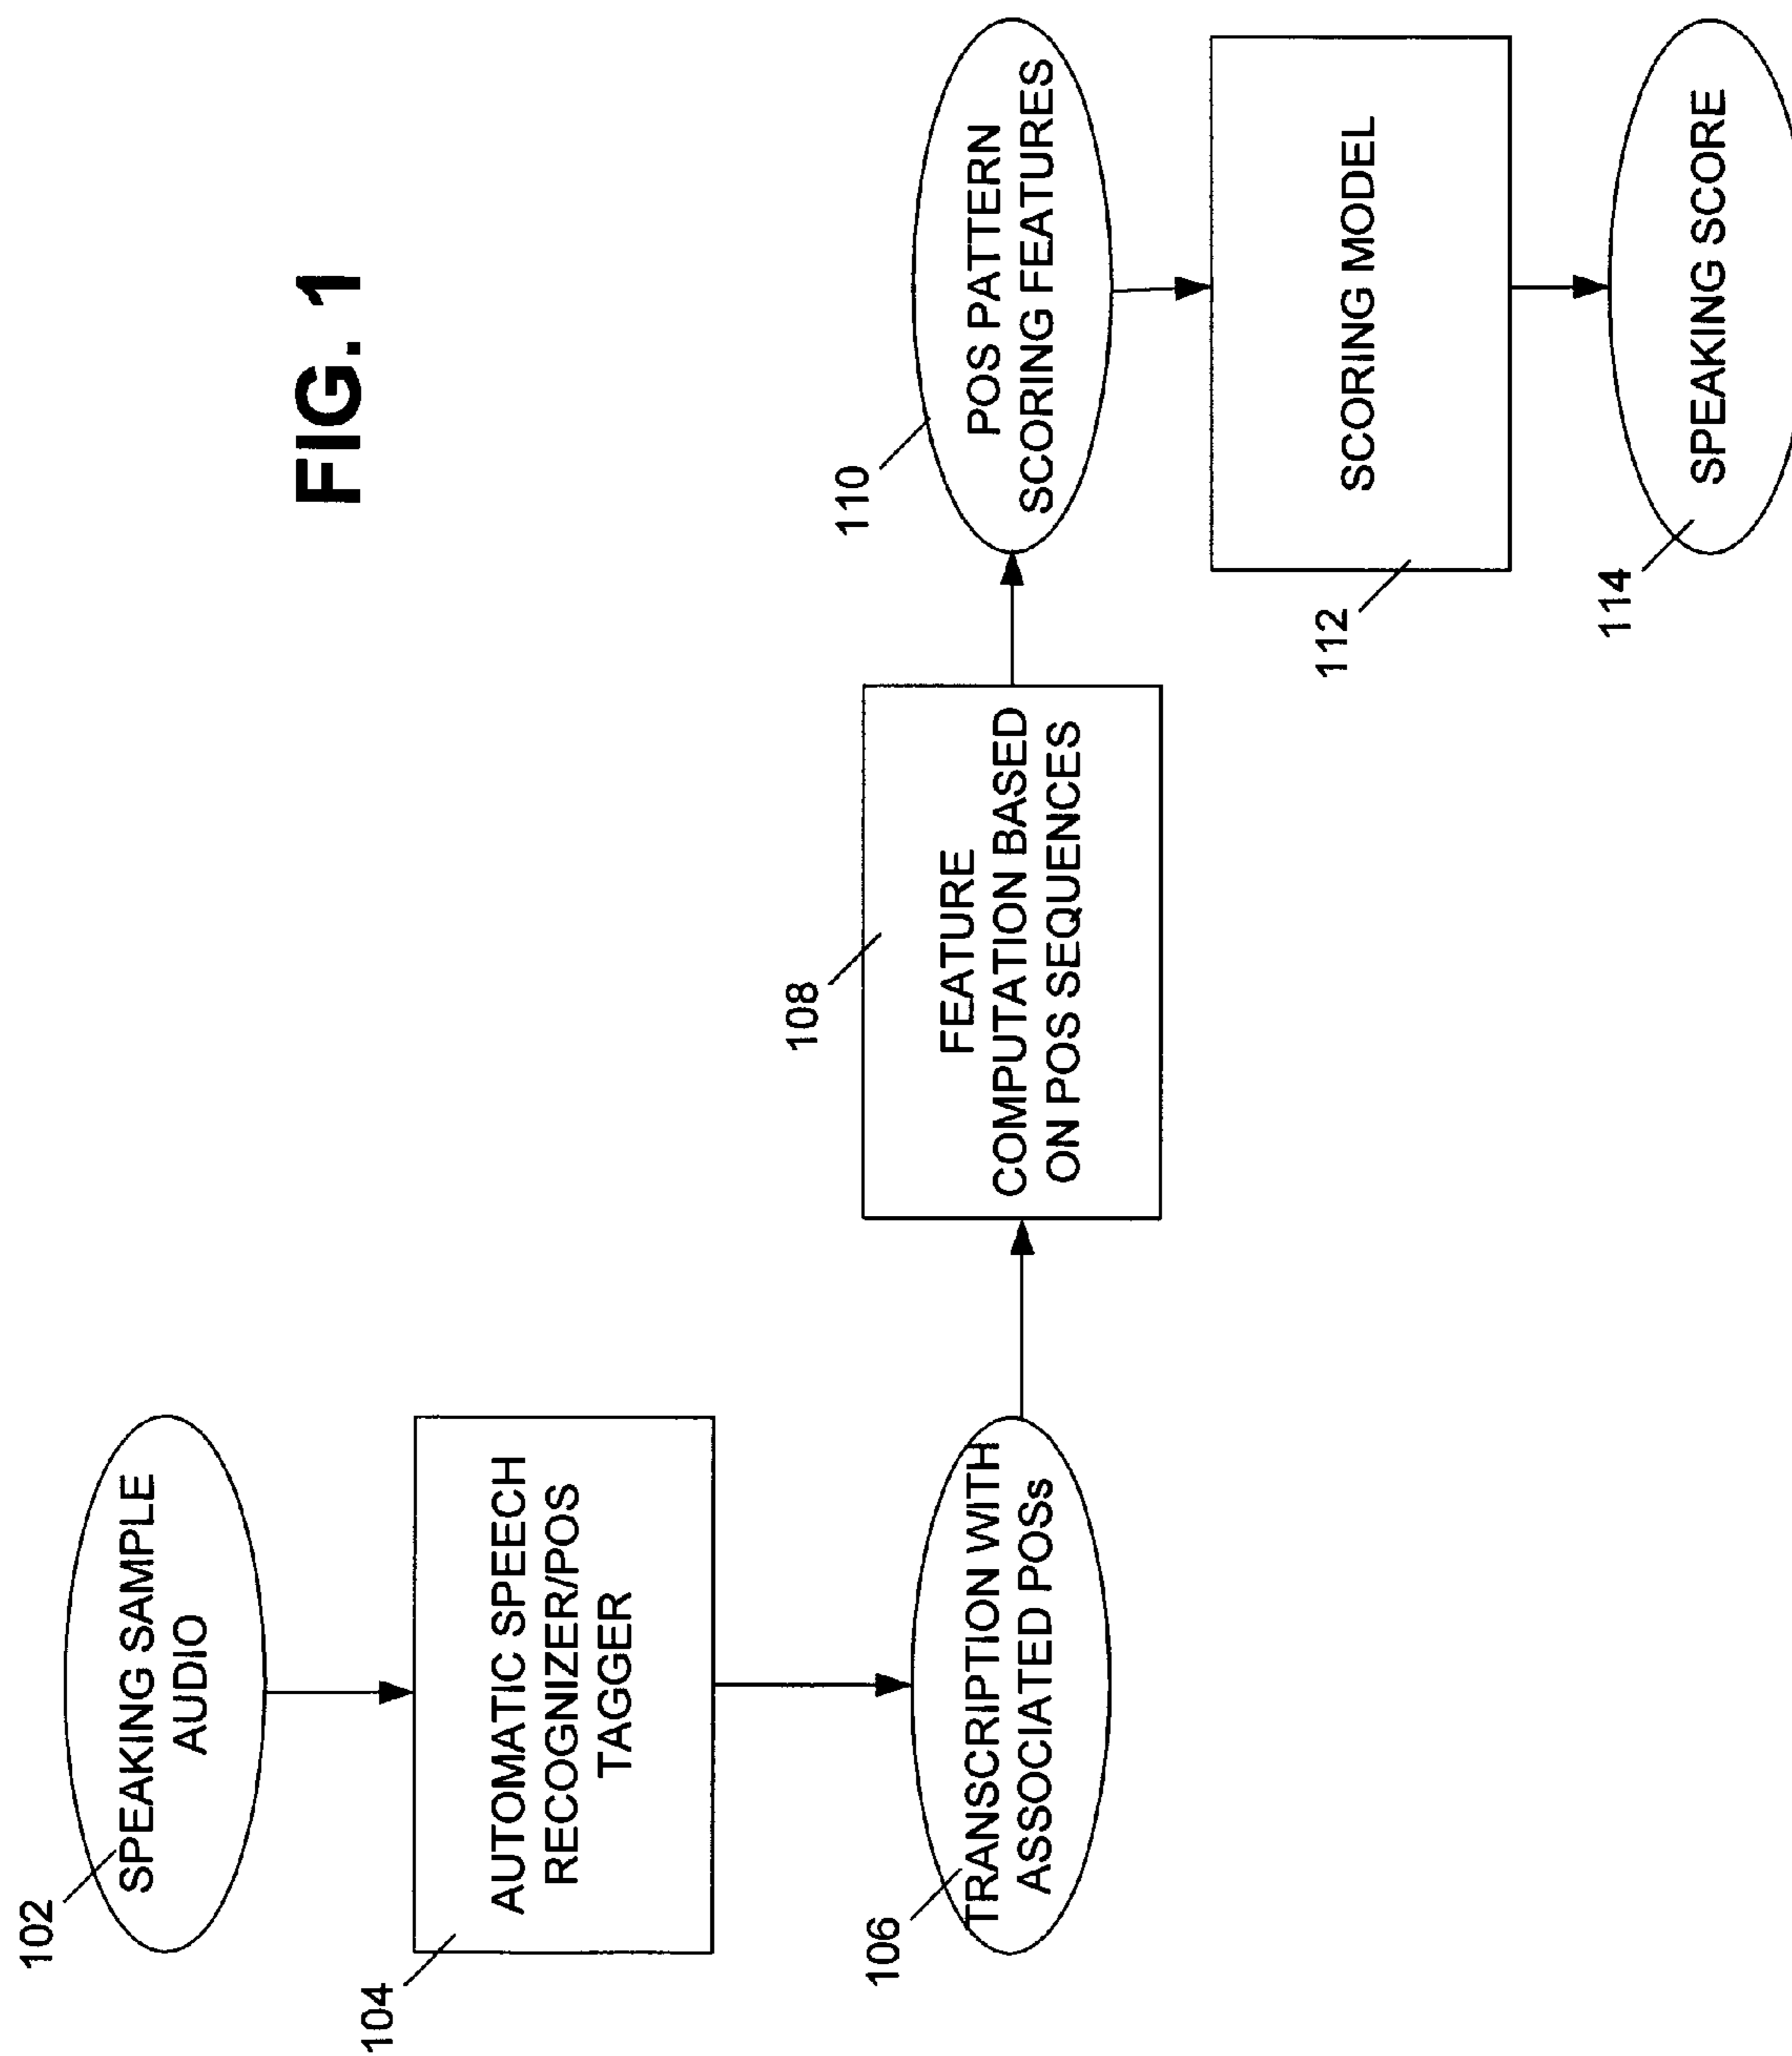 FIG. 1
102
SPEAKING SAMPLE
AUDIO
104
AUTOMATIC SPEECH
RECOGNIZER/POS
TAGGER
106
TRANSCRIPTION WITH
ASSOCIATED POSs
108
FEATURE
COMPUTATION BASED
ON POS SEQUENCES
110
POS PATTERN
SCORING FEATURES
112
SCORING MODEL
114
SPEAKING SCORE